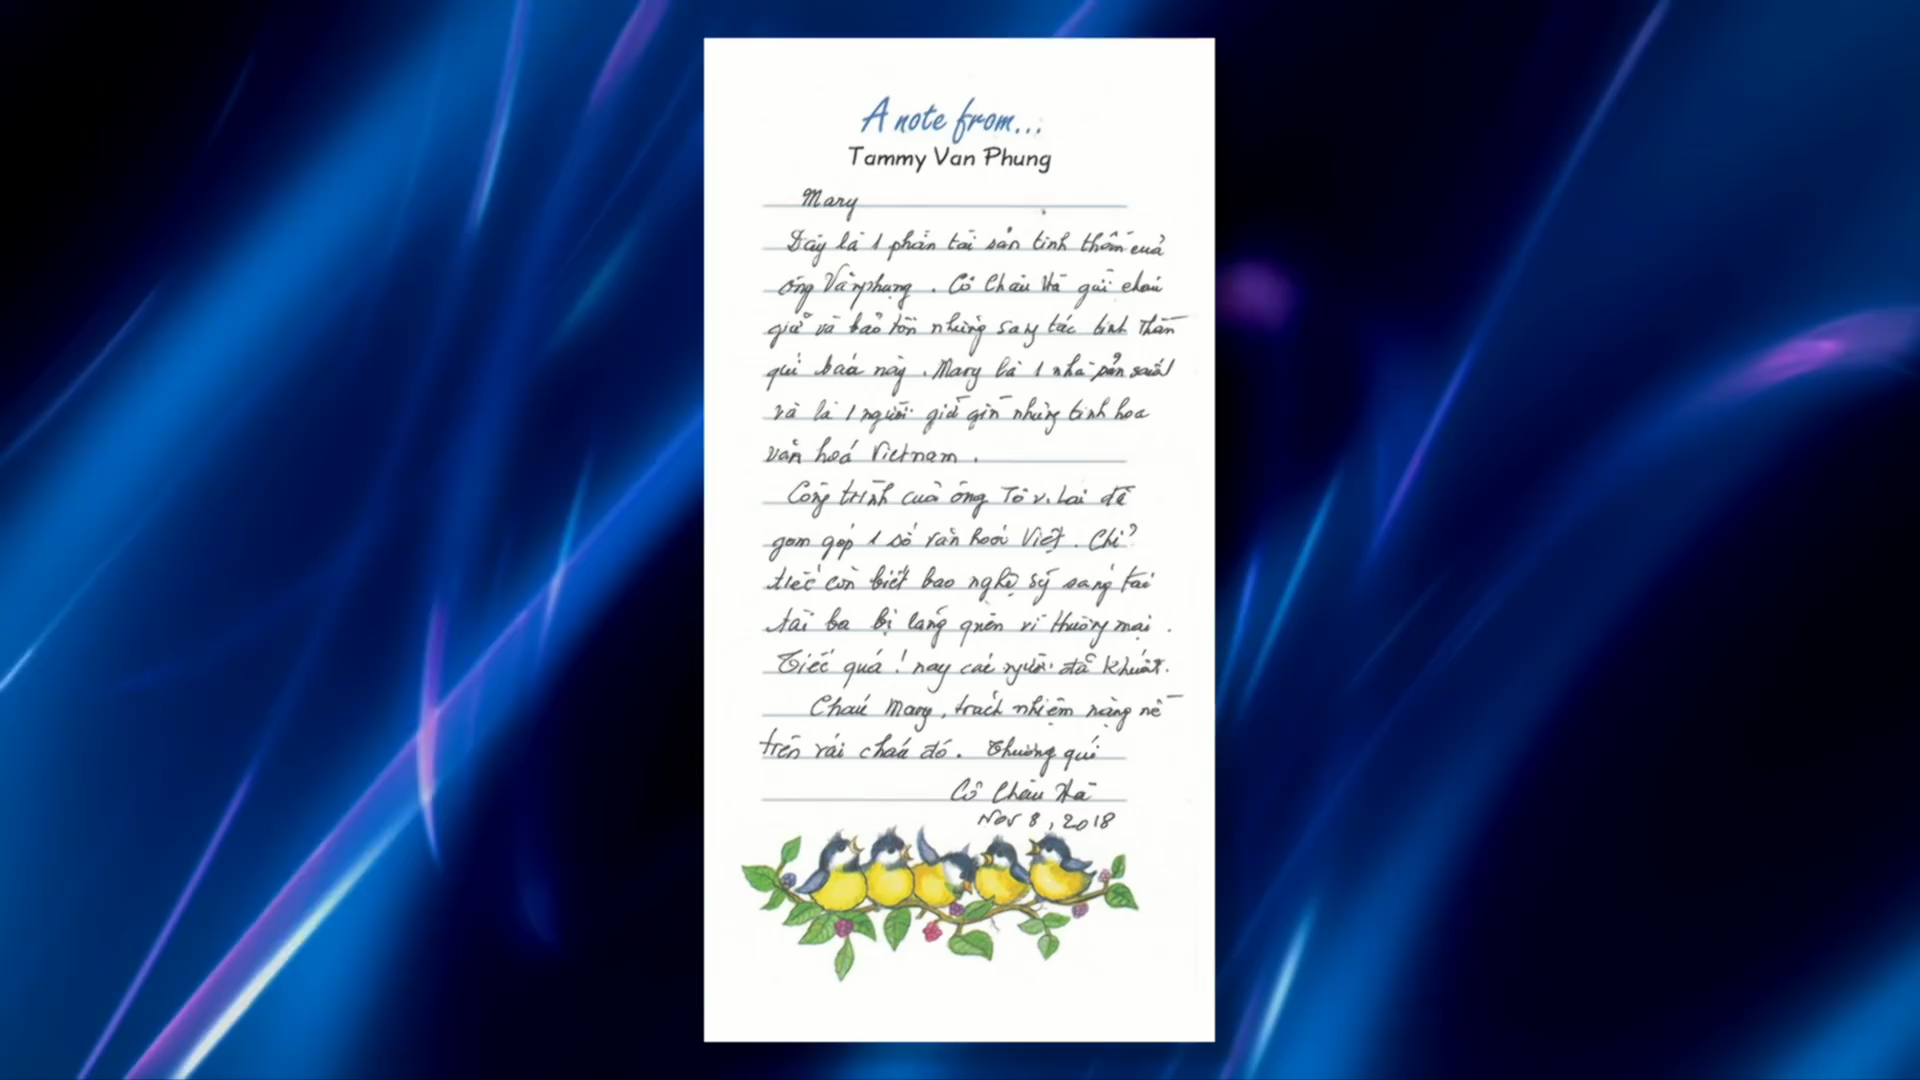 A note from...
Tammy Van Phung
Mary
Đây là 1 phần tài sản tinh thần của
ông Văn phụng . Cô Châu Hà gửi cháu
giữ và bảo tồn những sáng tác tinh thần
quí báu này . Mary là 1 nhà sản suất
và là 1 người giữ gìn những tinh hoa
văn hoá Vietnam .
Công trình của ông Tô v. Lai để
gom góp 1 số văn hoá Việt . Chỉ
tiếc còn biết bao nghệ sỹ sáng tác
tài ba bị lãng quên vì thương mại .
Tiếc quá ! nay các người đã khuất .
Cháu Mary, trách nhiệm nặng nề
trên vai cháu đó . Thương quí
Cô Châu Hà
Nov 8, 2018